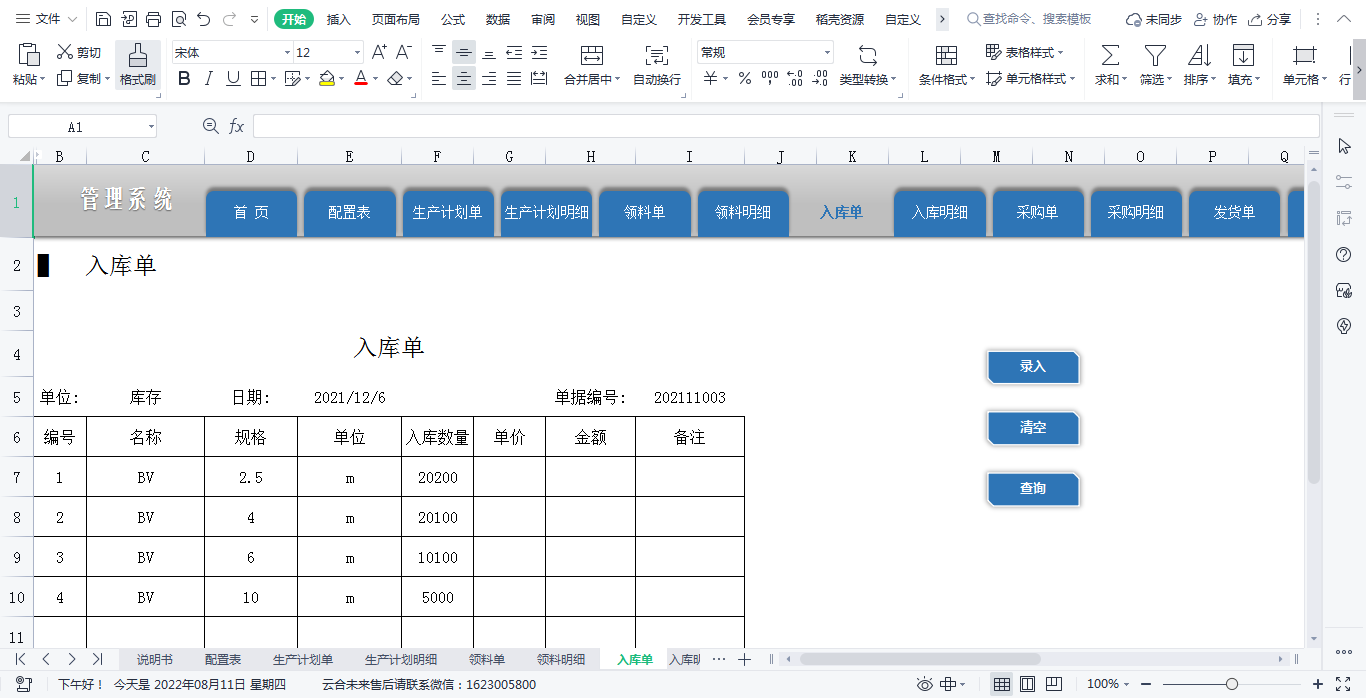 文件 开始 插入 页面布局 公式 数据 审阅 视图 自定义 开发工具 会员专享 稻壳资源 自定义 查找命令、搜索模板 未同步 协作 分享
剪切 宋体 12 A+ A- 常规 表格样式
粘贴 复制 格式刷 B I U A 合并居中 自动换行 ¥ % 000 类型转换 条件格式 单元格样式 求和 筛选 排序 填充 单元格 行
A1 fx
B C D E F G H I J K L M N O P Q
1 管理系统 首 页 配置表 生产计划单 生产计划明细 领料单 领料明细 入库单 入库明细 采购单 采购明细 发货单
2 入库单
3
4 入库单
录入
5 单位: 库存 日期: 2021/12/6 单据编号: 202111003
清空
6 编号 名称 规格 单位 入库数量 单价 金额 备注
7 1 BV 2.5 m 20200
查询
8 2 BV 4 m 20100
9 3 BV 6 m 10100
10 4 BV 10 m 5000
11
说明书 配置表 生产计划单 生产计划明细 领料单 领料明细 入库单 入库明 ···
下午好！ 今天是 2022年08月11日 星期四 云合未来售后请联系微信：1623005800 100%